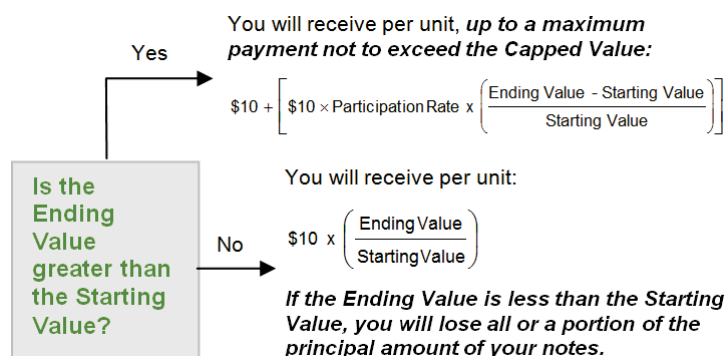 You will receive per unit, up to a maximum
payment not to exceed the Capped Value:
Yes
$10 + [ $10 × Participation Rate x ( Ending Value - Starting Value
Starting Value ) ]
Is the
Ending
Value
greater than
the Starting
Value?
You will receive per unit:
No
$10 x ( Ending Value
Starting Value )
If the Ending Value is less than the Starting
Value, you will lose all or a portion of the
principal amount of your notes.